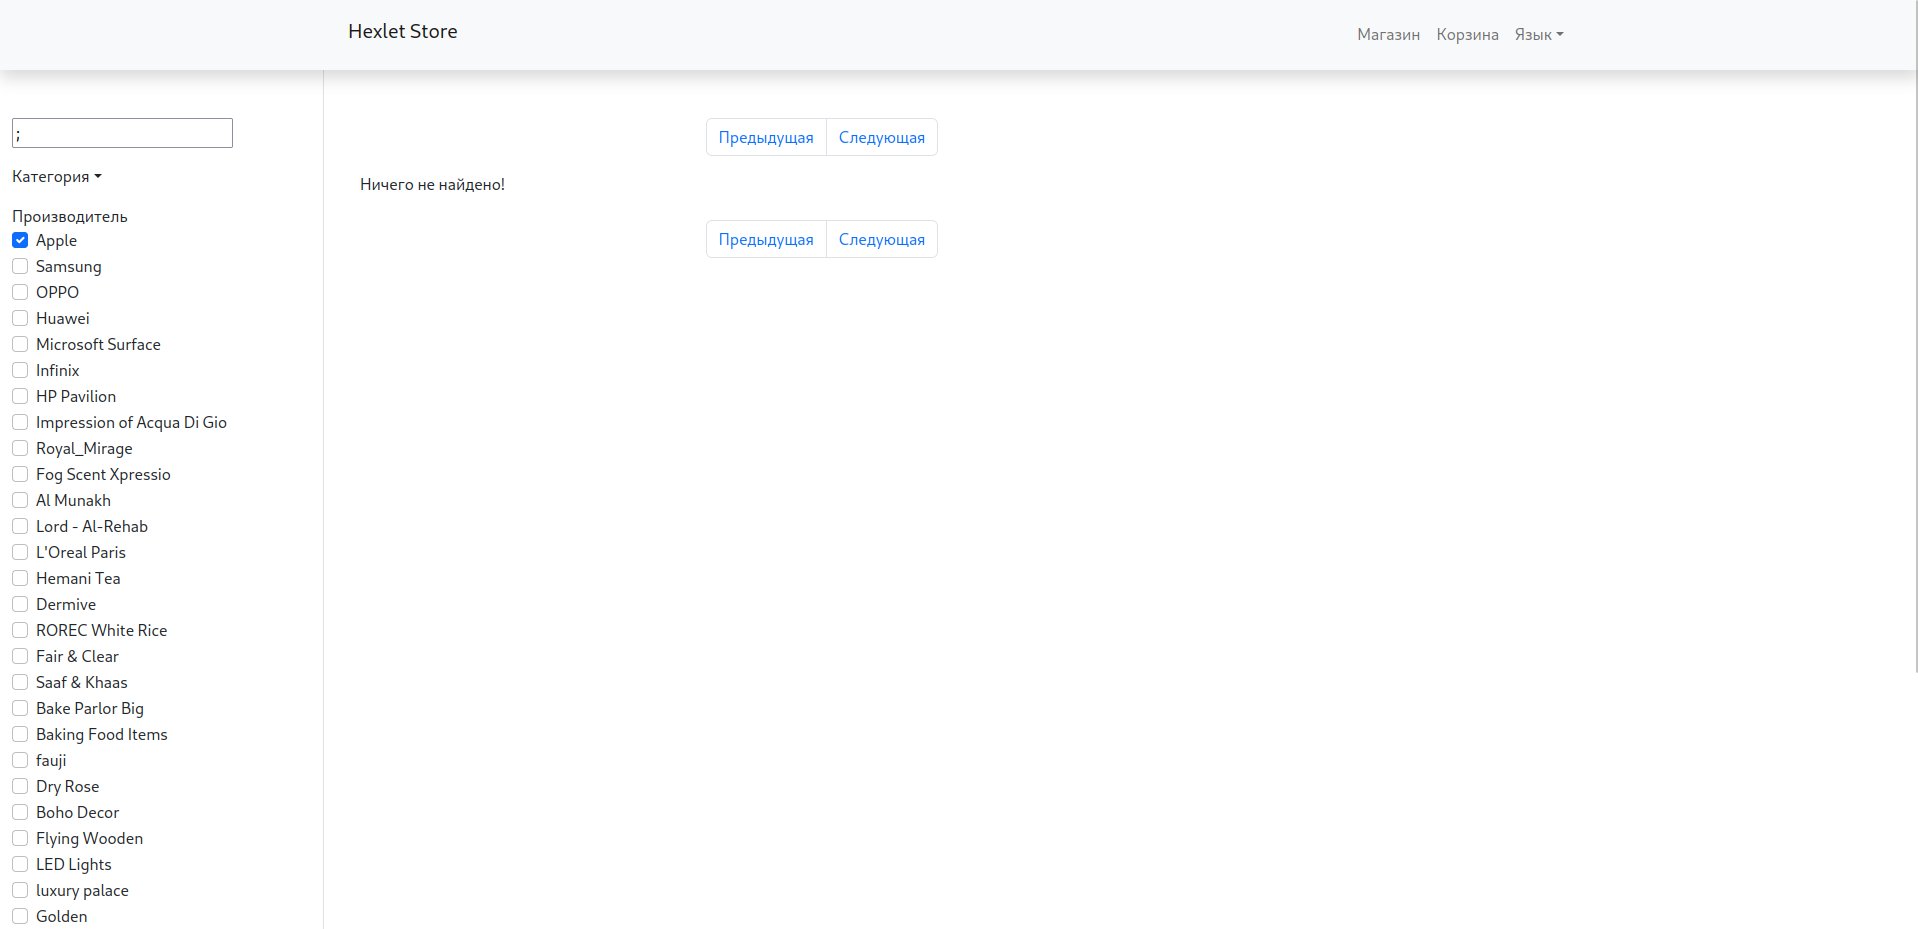 Hexlet Store
Магазин Корзина Язык
;
Категория
Производитель
Apple
Samsung
OPPO
Huawei
Microsoft Surface
Infinix
HP Pavilion
Impression of Acqua Di Gio
Royal_Mirage
Fog Scent Xpressio
Al Munakh
Lord - Al-Rehab
L'Oreal Paris
Hemani Tea
Dermive
ROREC White Rice
Fair & Clear
Saaf & Khaas
Bake Parlor Big
Baking Food Items
fauji
Dry Rose
Boho Decor
Flying Wooden
LED Lights
luxury palace
Golden
Предыдущая Следующая
Ничего не найдено!
Предыдущая Следующая